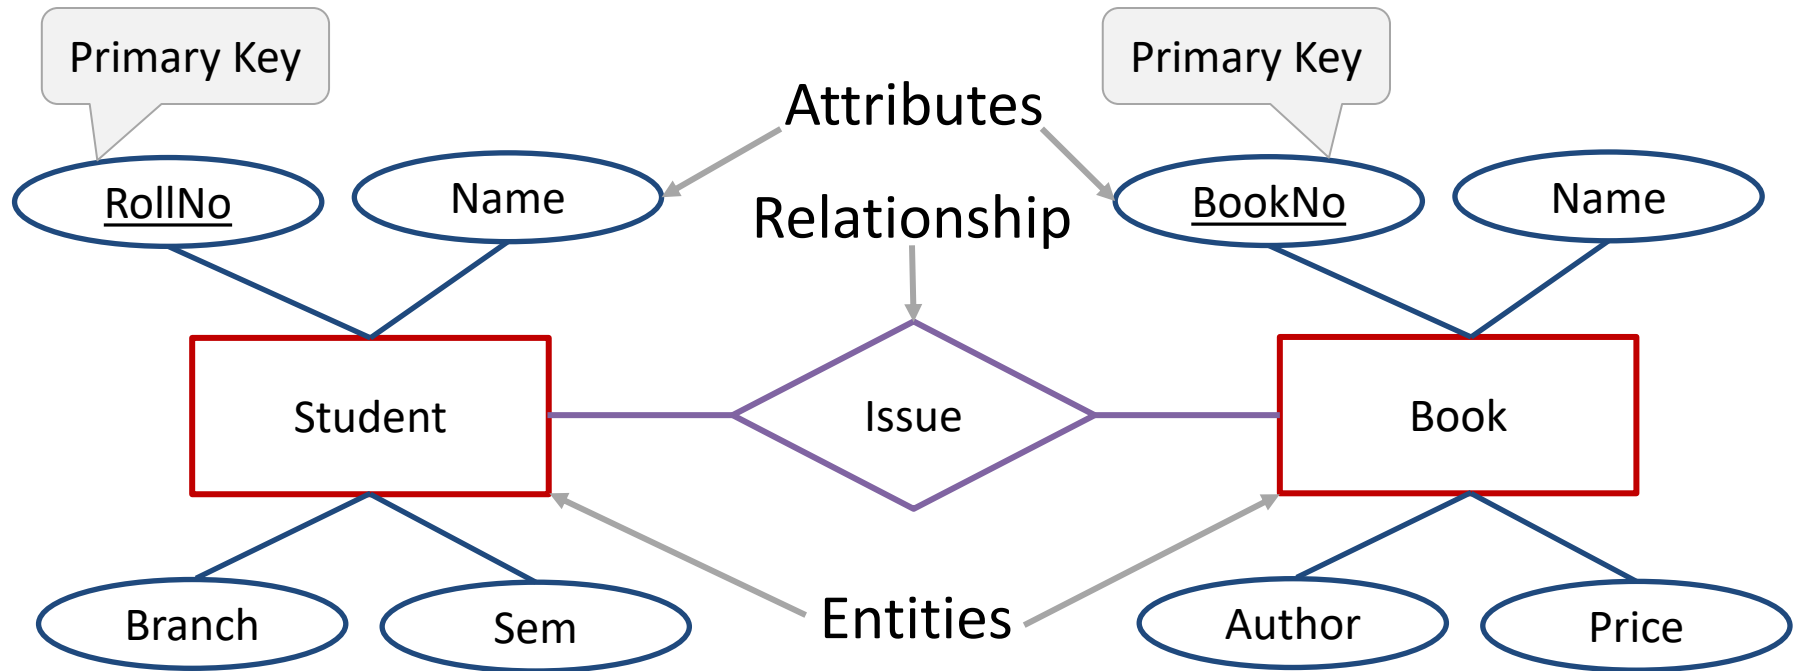 Primary Key
Primary Key
Attributes
RollNo
Name
BookNo
Name
Relationship
Student
Issue
Book
Branch
Sem
Entities
Author
Price